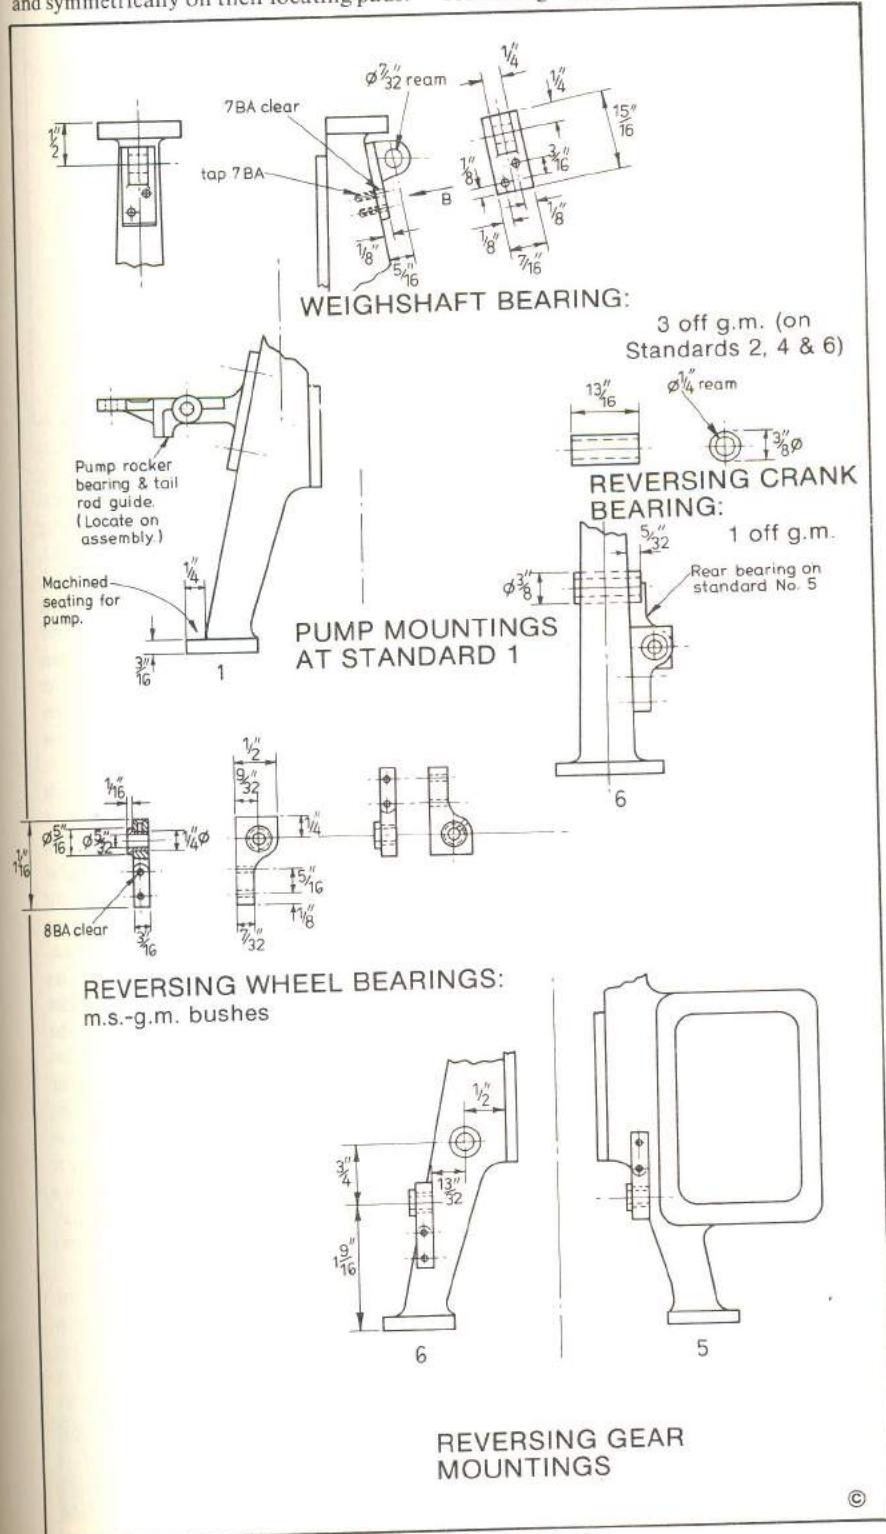 and symmetrically on their locating pads.
1/2"
7BA clear
tap 7BA
Ø7/32" ream
B
1/8"
5/16"
1/4"
1/4"
15/16"
3/16"
1/8"
1/8"
1/8"
7/16"
WEIGHSHAFT BEARING:
3 off g.m. (on
Standards 2, 4 & 6)
Pump rocker
bearing & tail
rod guide.
(Locate on
assembly.)
1/4"
Machined
seating for
pump.
3/16"
1
PUMP MOUNTINGS
AT STANDARD 1
13/16"
Ø1/4" ream
3/8"Ø
REVERSING CRANK
BEARING:
1 off g.m.
5/32"
Ø3/8"
Rear bearing on
standard No. 5
6
1/16"
Ø5/16"
Ø5/32"
1/4"Ø
1 1/16"
8BA clear
3/16"
1/2"
9/32"
1/4"
5/16"
1/8"
7/32"
REVERSING WHEEL BEARINGS:
m.s.-g.m. bushes
1/2"
3/4"
13/32"
1 9/16"
6
5
REVERSING GEAR
MOUNTINGS
©